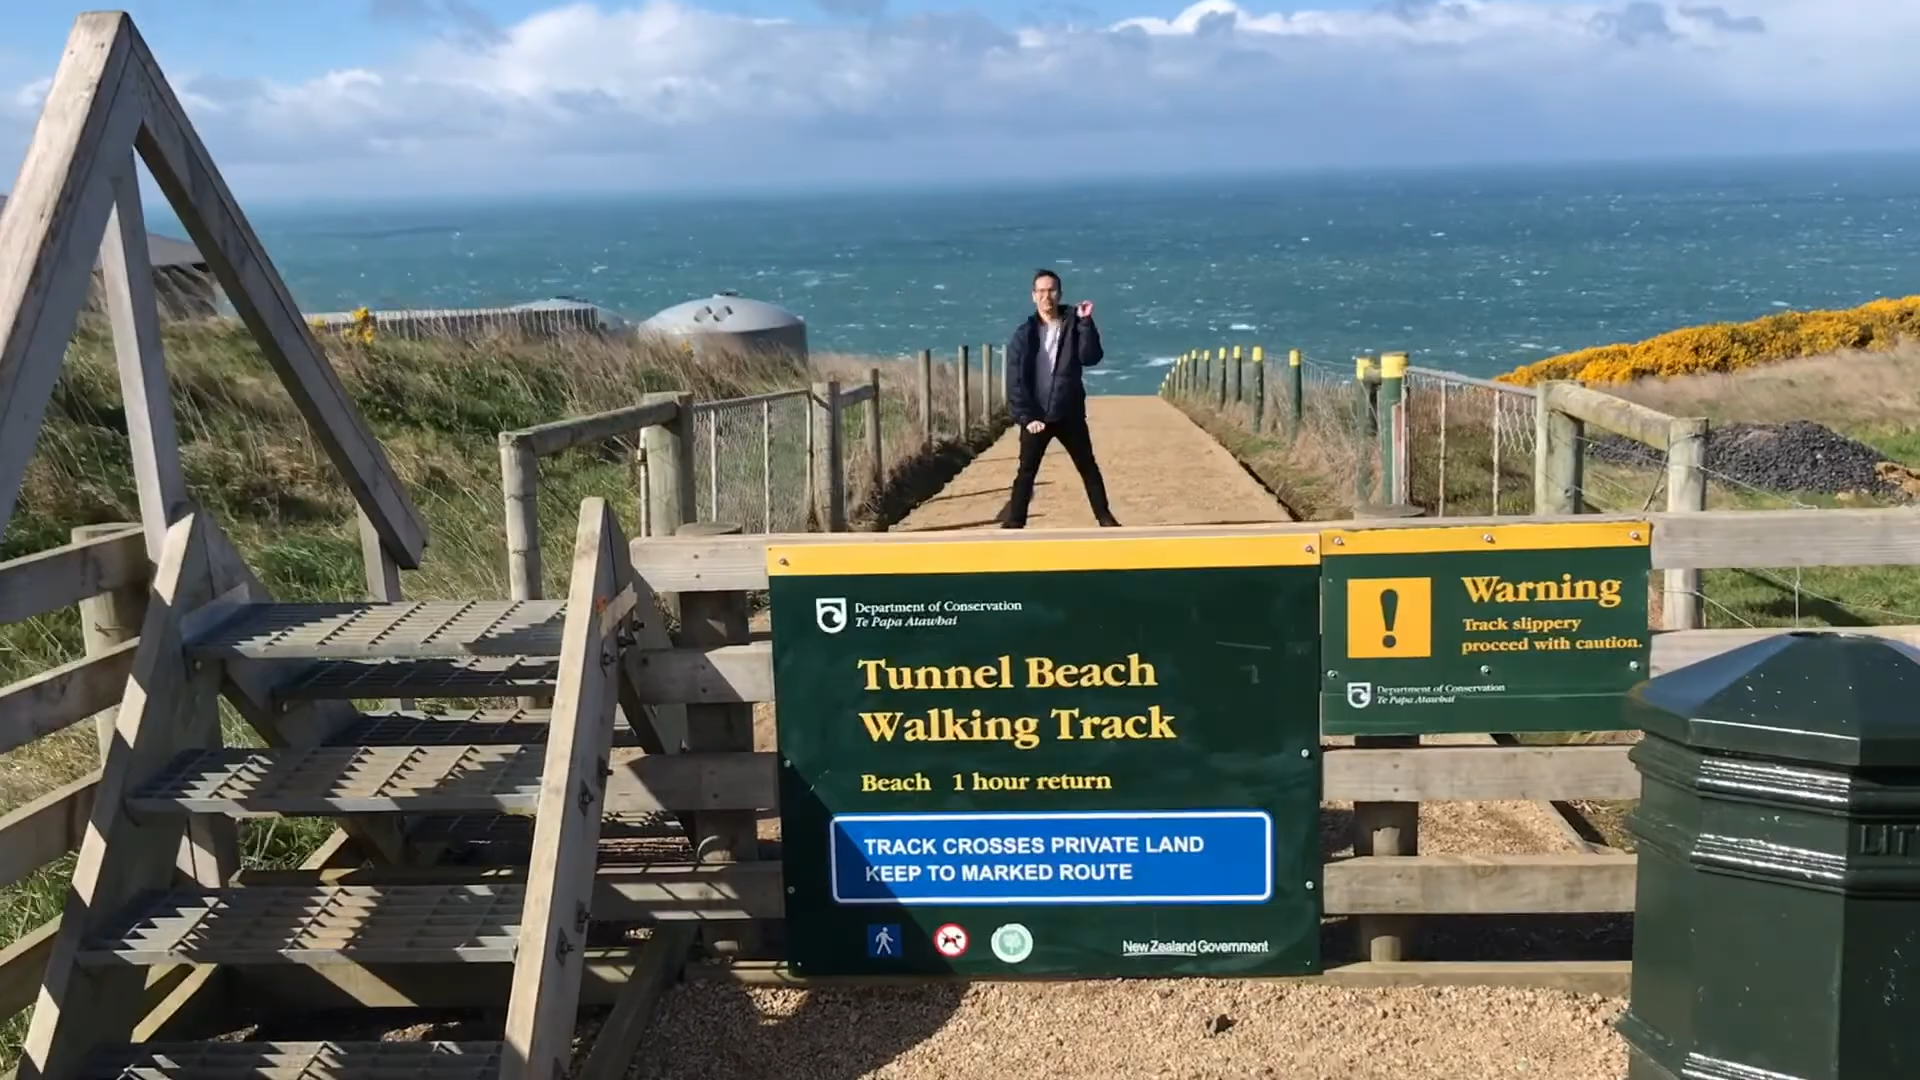 Department of Conservation
Te Papa Atawhai
Tunnel Beach
Walking Track
Beach 1 hour return
TRACK CROSSES PRIVATE LAND
KEEP TO MARKED ROUTE
New Zealand Government
Warning
Track slippery
proceed with caution.
Department of Conservation
Te Papa Atawhai
LIT